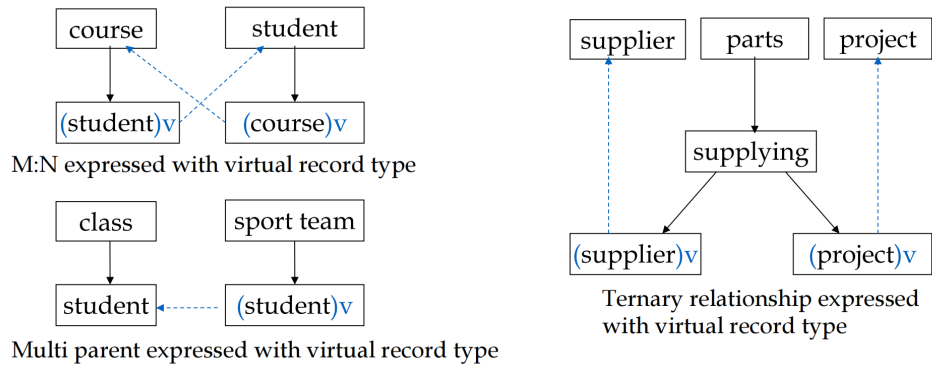 course
student
(student)v
(course)v
M:N expressed with virtual record type
class
sport team
student
(student)v
Multi parent expressed with virtual record type
supplier
parts
project
supplying
(supplier)v
(project)v
Ternary relationship expressed
with virtual record type